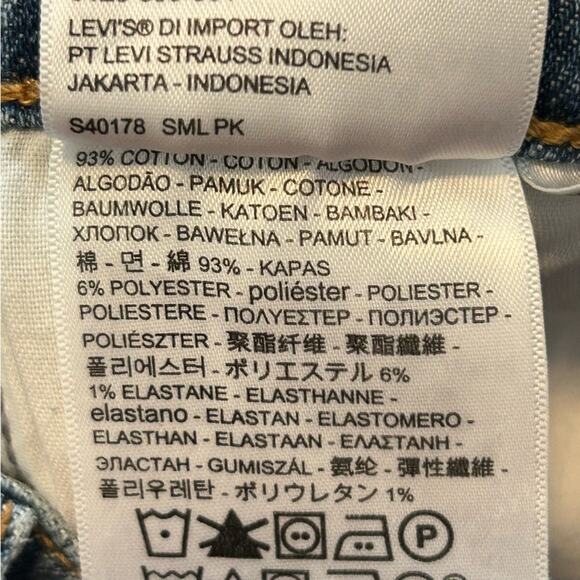 LEVI'S® DI IMPORT OLEH:
PT LEVI STRAUSS INDONESIA
JAKARTA - INDONESIA
S40178 SML PK
93% COTTON - COTON - ALGODON -
ALGODÃO - PAMUK - COTONE -
BAUMWOLLE - KATOEN - BAMBAKI -
ХЛОПОК - BAWEŁNA - PAMUT - BAVLNA -
棉 - 면 - 綿 93% - KAPAS
6% POLYESTER - poliéster - POLIESTER -
POLIESTERE - ΠΟΛΥΕΣΤΕΡ - ПОЛИЭСТЕР -
POLIÉSZTER - 聚酯纤维 - 聚酯纖維 -
폴리에스터 - ポリエステル 6%
1% ELASTANE - ELASTHANNE -
elastano - ELASTAN - ELASTOMERO -
ELASTHAN - ELASTAAN - ΕΛΑΣΤΑΝΗ -
ЭЛАСТАН - GUMISZÁL - 氨纶 - 彈性纖維 -
폴리우레탄 - ポリウレタン 1%
P